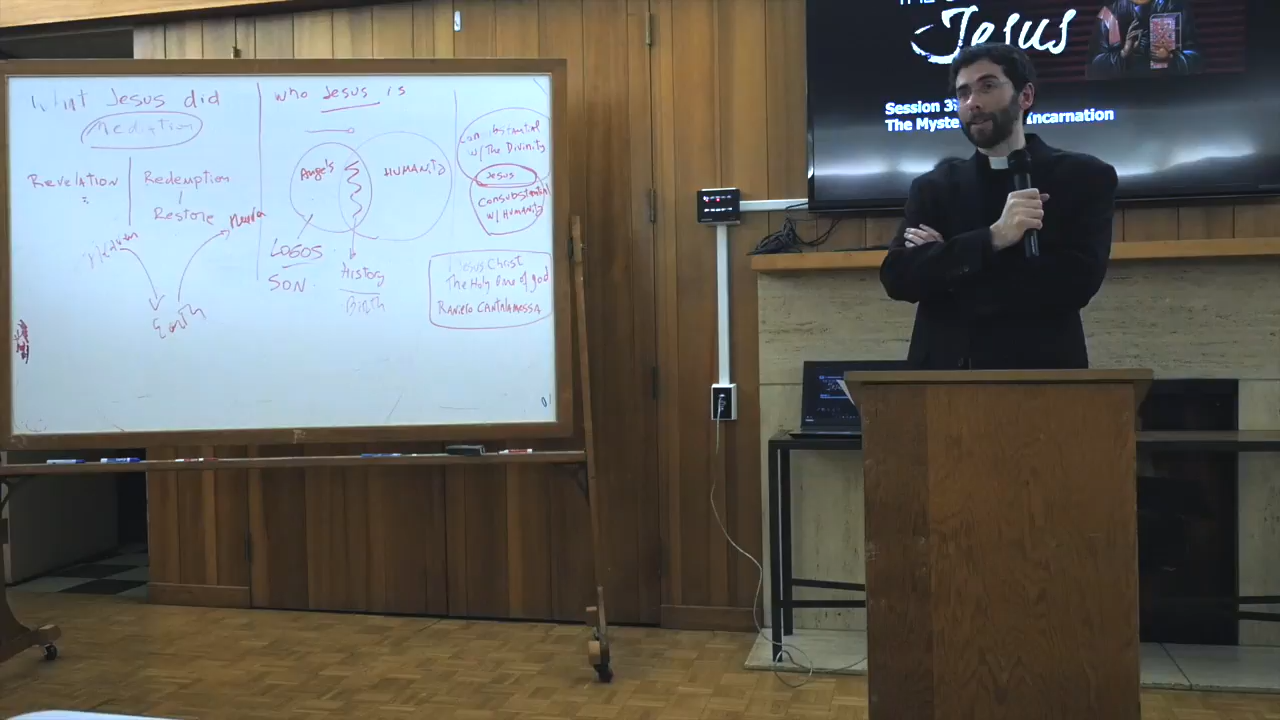 What Jesus did
Mediation
Revelation
Redemption
Restore
Earth
who Jesus is
Angels
HUMANITY
LOGOS
SON
History
Birth
Consubstantial
w/ The Divinity
Jesus
consubstantial
w/ HUMANITY
Jesus Christ
The Holy One of god
RANIERO CANTALAMESSA
Jesus
Session 3:
The Myste Incarnation